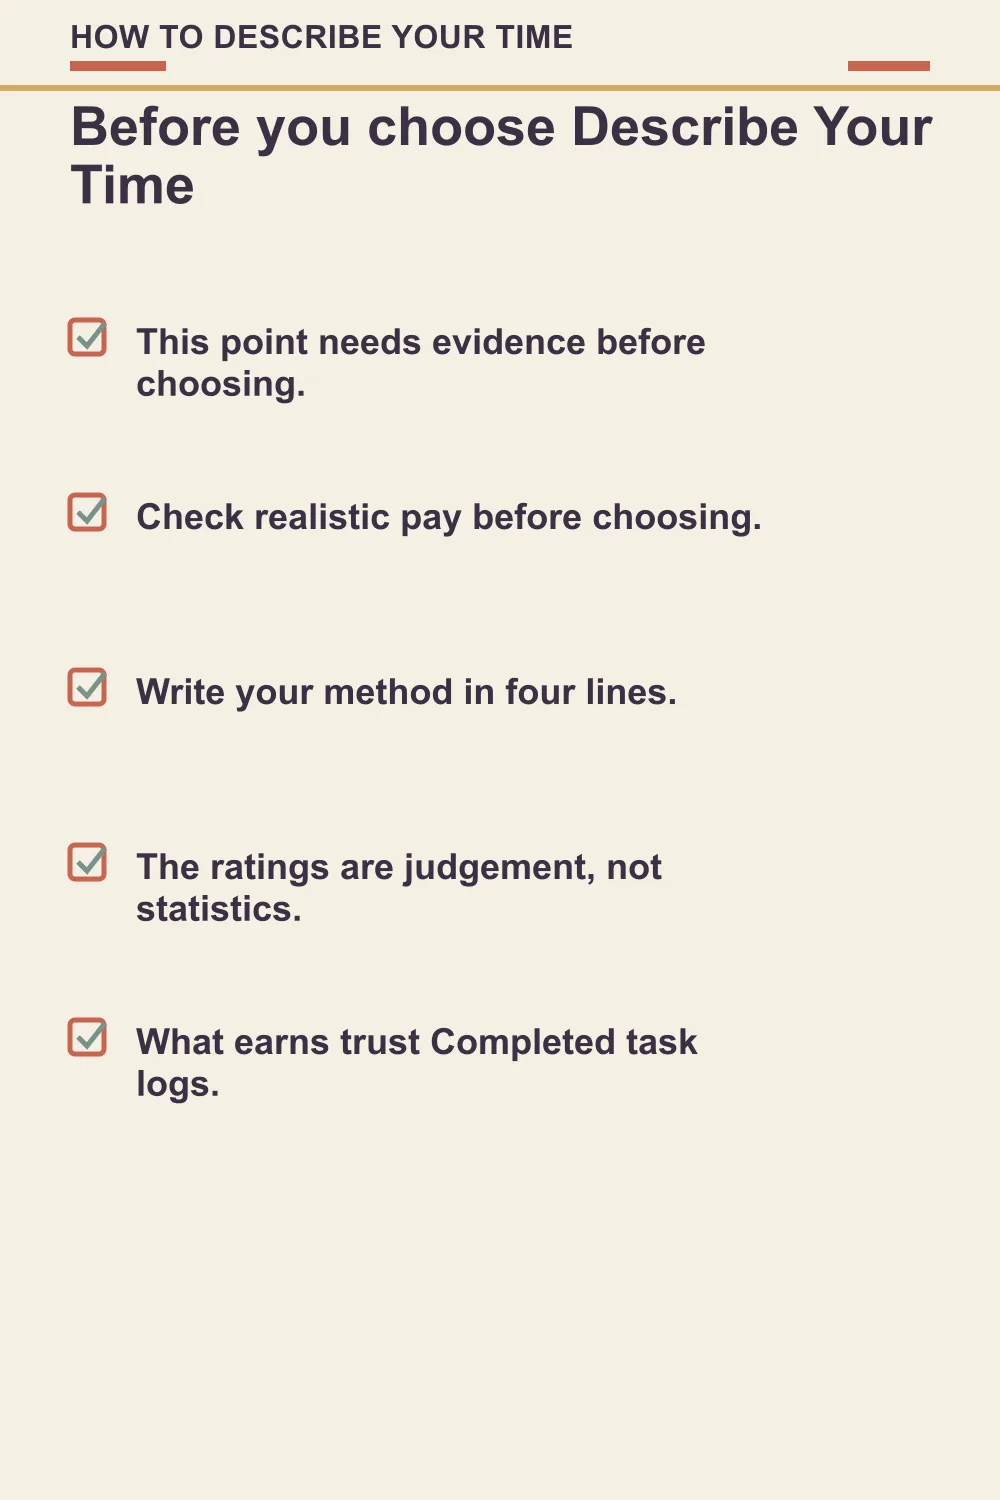 HOW TO DESCRIBE YOUR TIME
Before you choose Describe Your
Time
This point needs evidence before
choosing.
Check realistic pay before choosing.
Write your method in four lines.
The ratings are judgement, not
statistics.
What earns trust Completed task
logs.